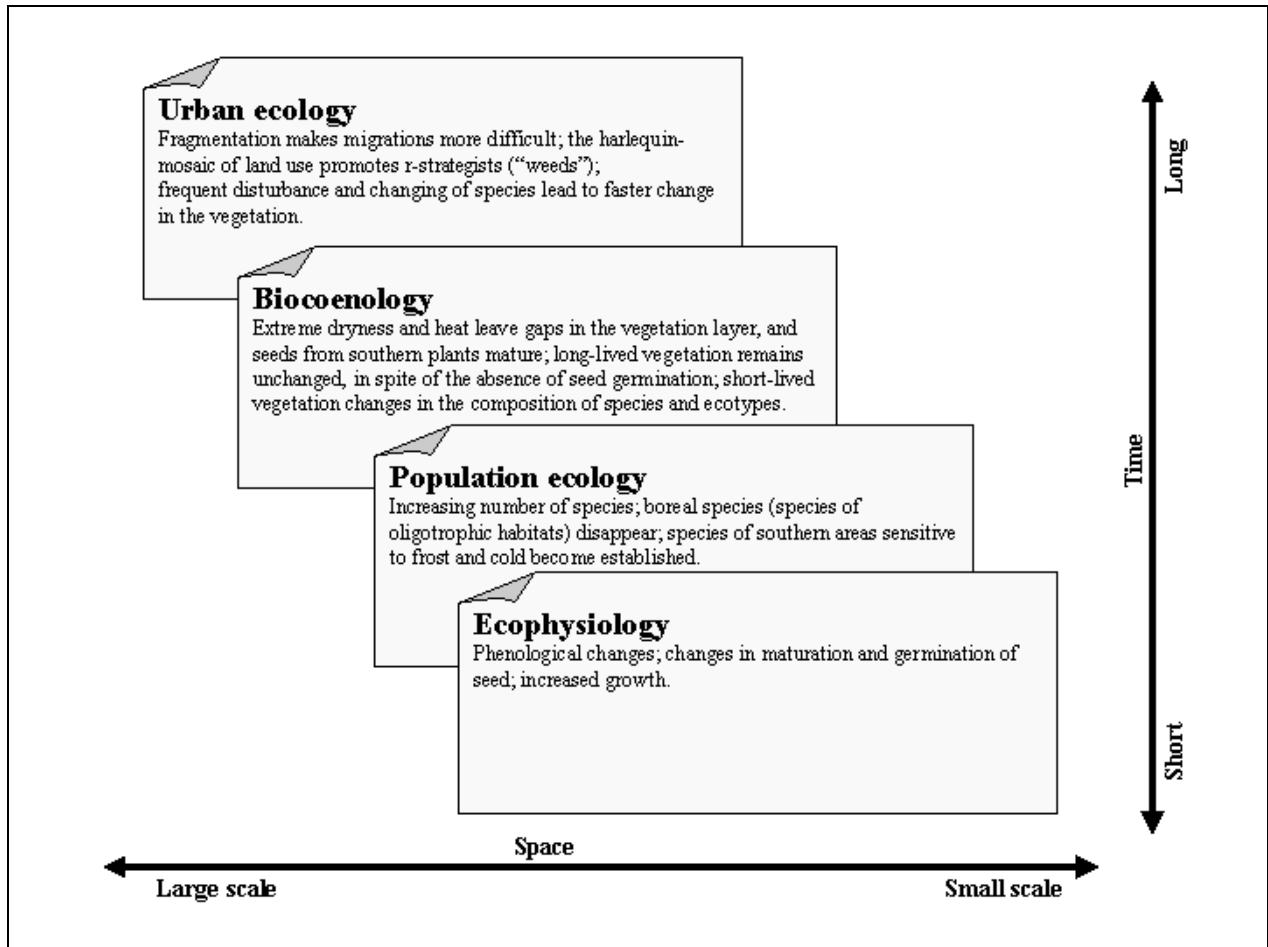 Urban ecology
Fragmentation makes migrations more difficult; the harlequin-
mosaic of land use promotes r-strategists (“weeds”);
frequent disturbance and changing of species lead to faster change
in the vegetation.
Biocoenology
Extreme dryness and heat leave gaps in the vegetation layer, and
seeds from southern plants mature; long-lived vegetation remains
unchanged, in spite of the absence of seed germination; short-lived
vegetation changes in the composition of species and ecotypes.
Population ecology
Increasing number of species; boreal species (species of
oligotrophic habitats) disappear; species of southern areas sensitive
to frost and cold become established.
Ecophysiology
Phenological changes; changes in maturation and germination of
seed; increased growth.
Long
Time
Short
Space
Large scale
Small scale